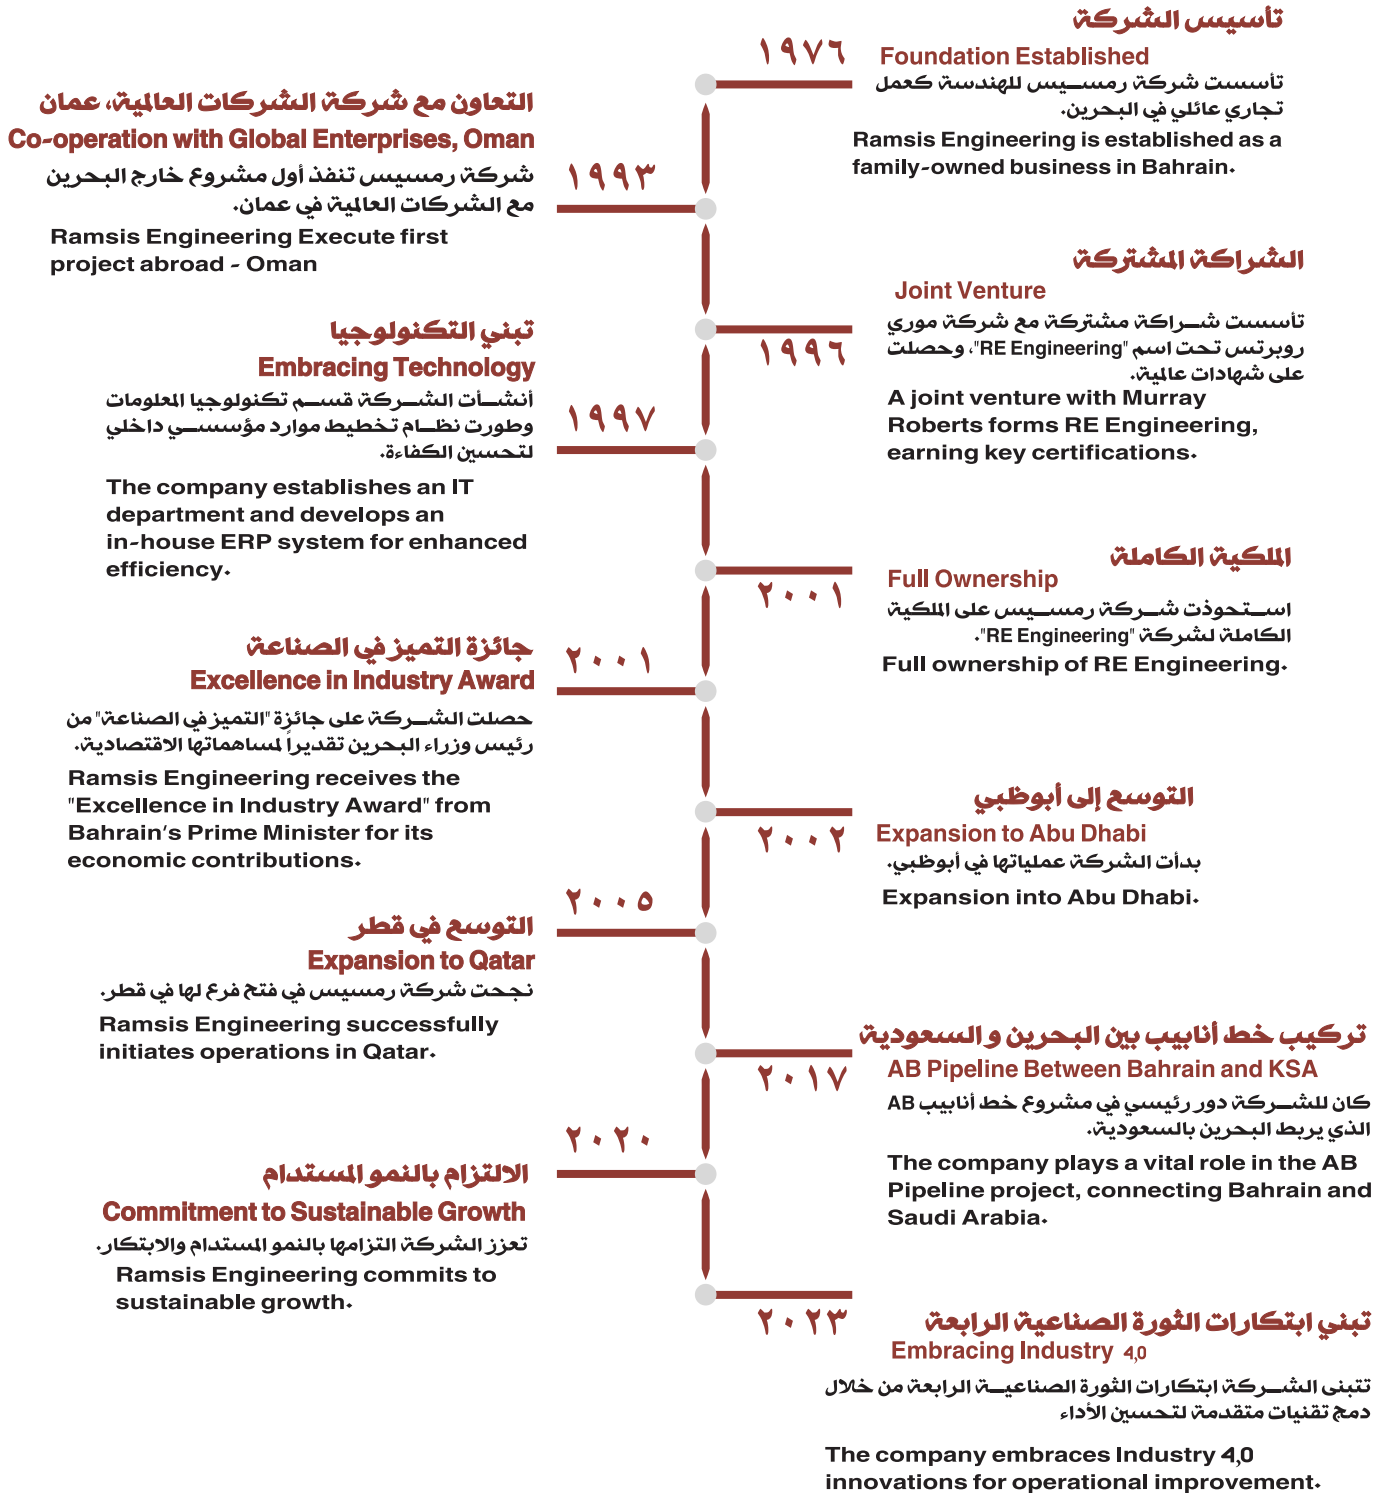 تأسيس الشركة
١٩٧٦
Foundation Established
تأسست شركة رمسيس للهندسة كعمل
تجاري عائلي في البحرين.
Ramsis Engineering is established as a
family-owned business in Bahrain.
التعاون مع شركة الشركات العالمية، عمان
Co-operation with Global Enterprises, Oman
١٩٩٣
شركة رمسيس تنفذ أول مشروع خارج البحرين
مع الشركات العالمية في عمان.
Ramsis Engineering Execute first
project abroad - Oman
الشراكة المشتركة
Joint Venture
١٩٩٦
تأسست شراكة مشتركة مع شركة موري
روبرتس تحت اسم "RE Engineering"، وحصلت
على شهادات عالمية.
A joint venture with Murray
Roberts forms RE Engineering,
earning key certifications.
تبني التكنولوجيا
Embracing Technology
١٩٩٧
أنشأت الشركة قسم تكنولوجيا المعلومات
وطورت نظام تخطيط موارد مؤسسي داخلي
لتحسين الكفاءة.
The company establishes an IT
department and develops an
in-house ERP system for enhanced
efficiency.
الملكية الكاملة
Full Ownership
٢٠٠١
استحوذت شركة رمسيس على الملكية
الكاملة لشركة "RE Engineering".
Full ownership of RE Engineering.
جائزة التميز في الصناعة
٢٠٠١
Excellence in Industry Award
حصلت الشركة على جائزة "التميز في الصناعة" من
رئيس وزراء البحرين تقديراً لمساهماتها الاقتصادية.
Ramsis Engineering receives the
"Excellence in Industry Award" from
Bahrain's Prime Minister for its
economic contributions.
التوسع إلى أبوظبي
٢٠٠٢
Expansion to Abu Dhabi
بدأت الشركة عملياتها في أبوظبي.
Expansion into Abu Dhabi.
٢٠٠٥
التوسع في قطر
Expansion to Qatar
نجحت شركة رمسيس في فتح فرع لها في قطر.
Ramsis Engineering successfully
initiates operations in Qatar.
تركيب خط أنابيب بين البحرين و السعودية
٢٠١٧
AB Pipeline Between Bahrain and KSA
كان للشركة دور رئيسي في مشروع خط أنابيب AB
الذي يربط البحرين بالسعودية.
The company plays a vital role in the AB
Pipeline project, connecting Bahrain and
Saudi Arabia.
٢٠٢٠
الالتزام بالنمو المستدام
Commitment to Sustainable Growth
تعزز الشركة التزامها بالنمو المستدام والابتكار.
Ramsis Engineering commits to
sustainable growth.
٢٠٢٣
تبني ابتكارات الثورة الصناعية الرابعة
Embracing Industry 4,0
تتبنى الشركة ابتكارات الثورة الصناعية الرابعة من خلال
دمج تقنيات متقدمة لتحسين الأداء
The company embraces Industry 4,0
innovations for operational improvement.